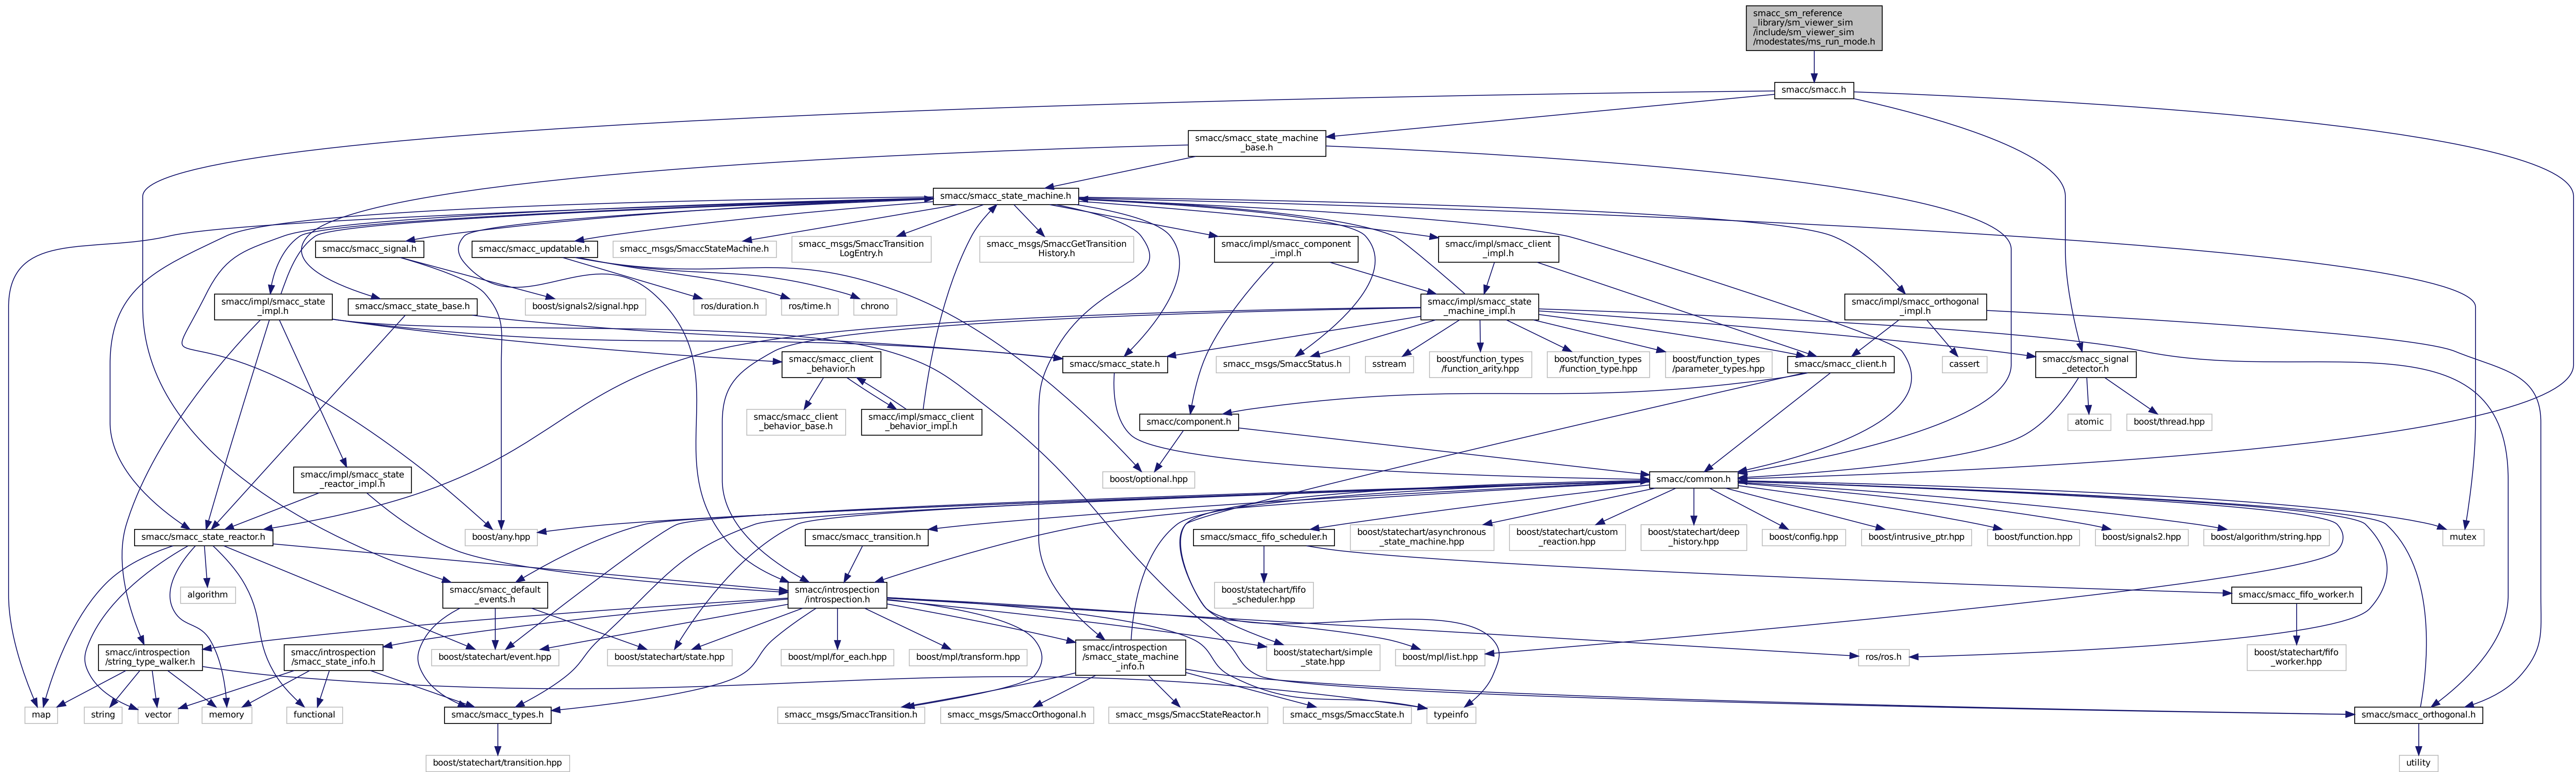 smacc_sm_reference
_library/sm_viewer_sim
/include/sm_viewer_sim
/modestates/ms_run_mode.h
smacc/smacc.h
smacc/smacc_state_machine
_base.h
smacc/smacc_state_machine.h
smacc/smacc_signal.h
smacc/smacc_updatable.h
smacc_msgs/SmaccStateMachine.h
smacc_msgs/SmaccTransition
LogEntry.h
smacc_msgs/SmaccGetTransition
History.h
smacc/impl/smacc_component
_impl.h
smacc/impl/smacc_client
_impl.h
smacc/impl/smacc_state
_impl.h
smacc/smacc_state_base.h
boost/signals2/signal.hpp
ros/duration.h
ros/time.h
chrono
smacc/impl/smacc_state
_machine_impl.h
smacc/impl/smacc_orthogonal
_impl.h
smacc/smacc_client
_behavior.h
smacc/smacc_state.h
smacc_msgs/SmaccStatus.h
sstream
boost/function_types
/function_arity.hpp
boost/function_types
/function_type.hpp
boost/function_types
/parameter_types.hpp
smacc/smacc_client.h
cassert
smacc/smacc_signal
_detector.h
smacc/smacc_client
_behavior_base.h
smacc/impl/smacc_client
_behavior_impl.h
smacc/component.h
atomic
boost/thread.hpp
smacc/impl/smacc_state
_reactor_impl.h
boost/optional.hpp
smacc/common.h
smacc/smacc_state_reactor.h
boost/any.hpp
smacc/smacc_transition.h
smacc/smacc_fifo_scheduler.h
boost/statechart/asynchronous
_state_machine.hpp
boost/statechart/custom
_reaction.hpp
boost/statechart/deep
_history.hpp
boost/config.hpp
boost/intrusive_ptr.hpp
boost/function.hpp
boost/signals2.hpp
boost/algorithm/string.hpp
mutex
algorithm
smacc/smacc_default
_events.h
smacc/introspection
/introspection.h
boost/statechart/fifo
_scheduler.hpp
smacc/smacc_fifo_worker.h
smacc/introspection
/string_type_walker.h
smacc/introspection
/smacc_state_info.h
boost/statechart/event.hpp
boost/statechart/state.hpp
boost/mpl/for_each.hpp
boost/mpl/transform.hpp
smacc/introspection
/smacc_state_machine
_info.h
boost/statechart/simple
_state.hpp
boost/mpl/list.hpp
ros/ros.h
boost/statechart/fifo
_worker.hpp
map
string
vector
memory
functional
smacc/smacc_types.h
smacc_msgs/SmaccTransition.h
smacc_msgs/SmaccOrthogonal.h
smacc_msgs/SmaccStateReactor.h
smacc_msgs/SmaccState.h
typeinfo
smacc/smacc_orthogonal.h
boost/statechart/transition.hpp
utility